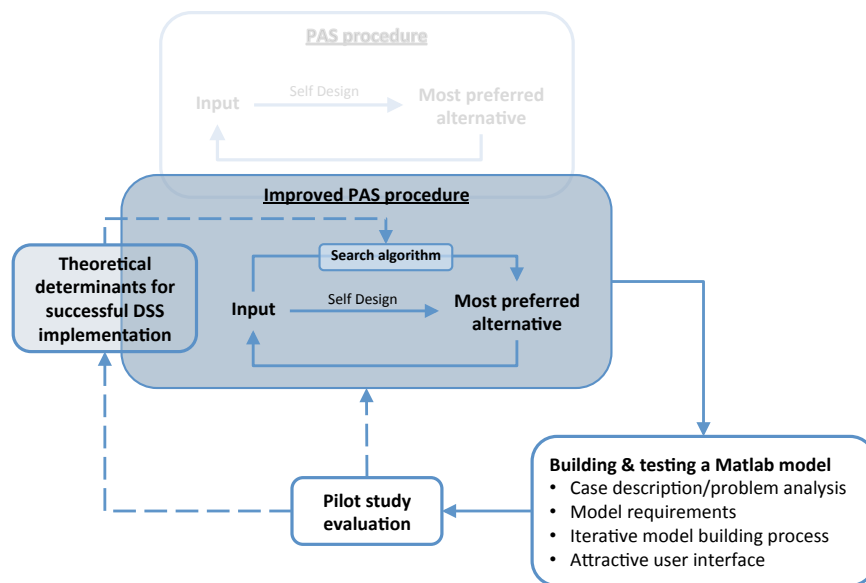 PAS procedure
Self Design
Input
Most preferred
alternative
Improved PAS procedure
Search algorithm
Theoretical
determinants for
successful DSS
implementation
Self Design
Input
Most preferred
alternative
Pilot study
evaluation
Building & testing a Matlab model
• Case description/problem analysis
• Model requirements
• Iterative model building process
• Attractive user interface